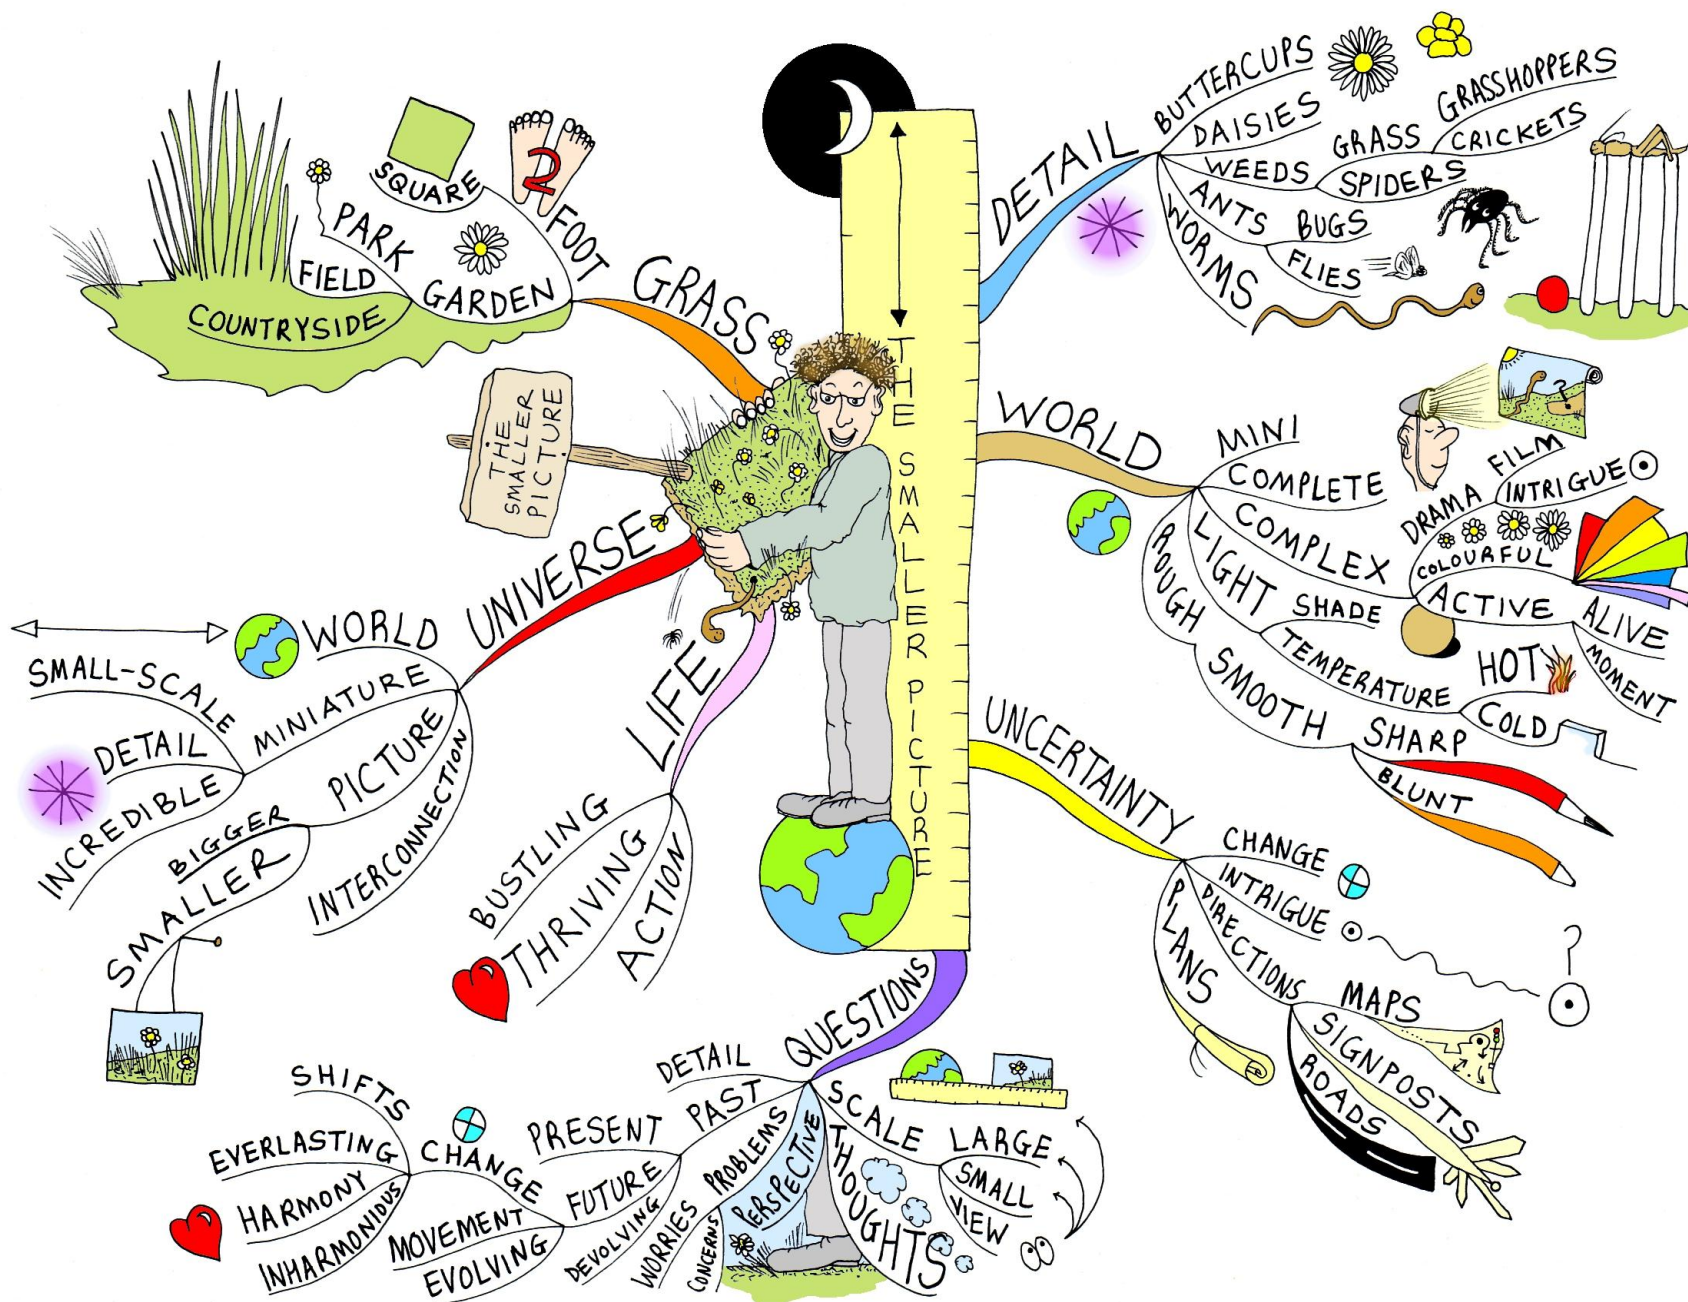 THE SMALLER PICTURE
THE
SMALLER
PICTURE
GRASS
FOOT
2
SQUARE
GARDEN
PARK
FIELD
COUNTRYSIDE
DETAIL
BUTTERCUPS
DAISIES
WEEDS
GRASS
GRASSHOPPERS
CRICKETS
SPIDERS
ANTS
BUGS
FLIES
WORMS
WORLD
MINI
COMPLETE
COMPLEX
DRAMA
FILM
INTRIGUE
COLOURFUL
ACTIVE
ALIVE
MOMENT
LIGHT
SHADE
TEMPERATURE
HOT
COLD
ROUGH
SMOOTH
SHARP
BLUNT
?
UNCERTAINTY
CHANGE
INTRIGUE
?
DIRECTIONS
MAPS
SIGNPOSTS
ROADS
PLANS
QUESTIONS
SCALE
LARGE
SMALL
VIEW
THOUGHTS
PERSPECTIVE
PROBLEMS
WORRIES
CONCERNS
PAST
PRESENT
FUTURE
CHANGE
SHIFTS
EVERLASTING
HARMONY
INHARMONIOUS
MOVEMENT
EVOLVING
DEVOLVING
DETAIL
LIFE
BUSTLING
THRIVING
ACTION
UNIVERSE
WORLD
MINIATURE
SMALL-SCALE
DETAIL
INCREDIBLE
PICTURE
BIGGER
SMALLER
INTERCONNECTION